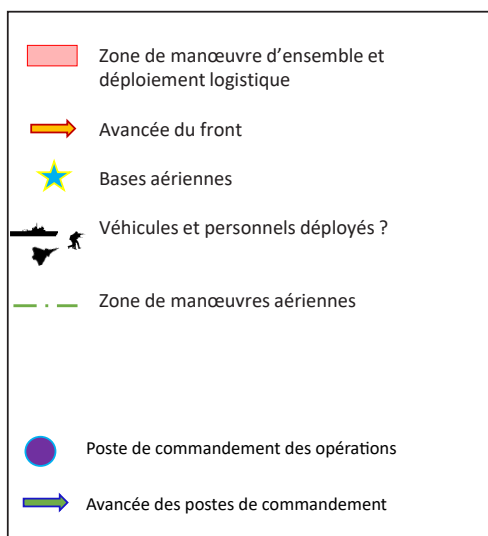 Zone de manœuvre d’ensemble et
déploiement logistique
Avancée du front
Bases aériennes
Véhicules et personnels déployés ?
Zone de manœuvres aériennes
Poste de commandement des opérations
Avancée des postes de commandement